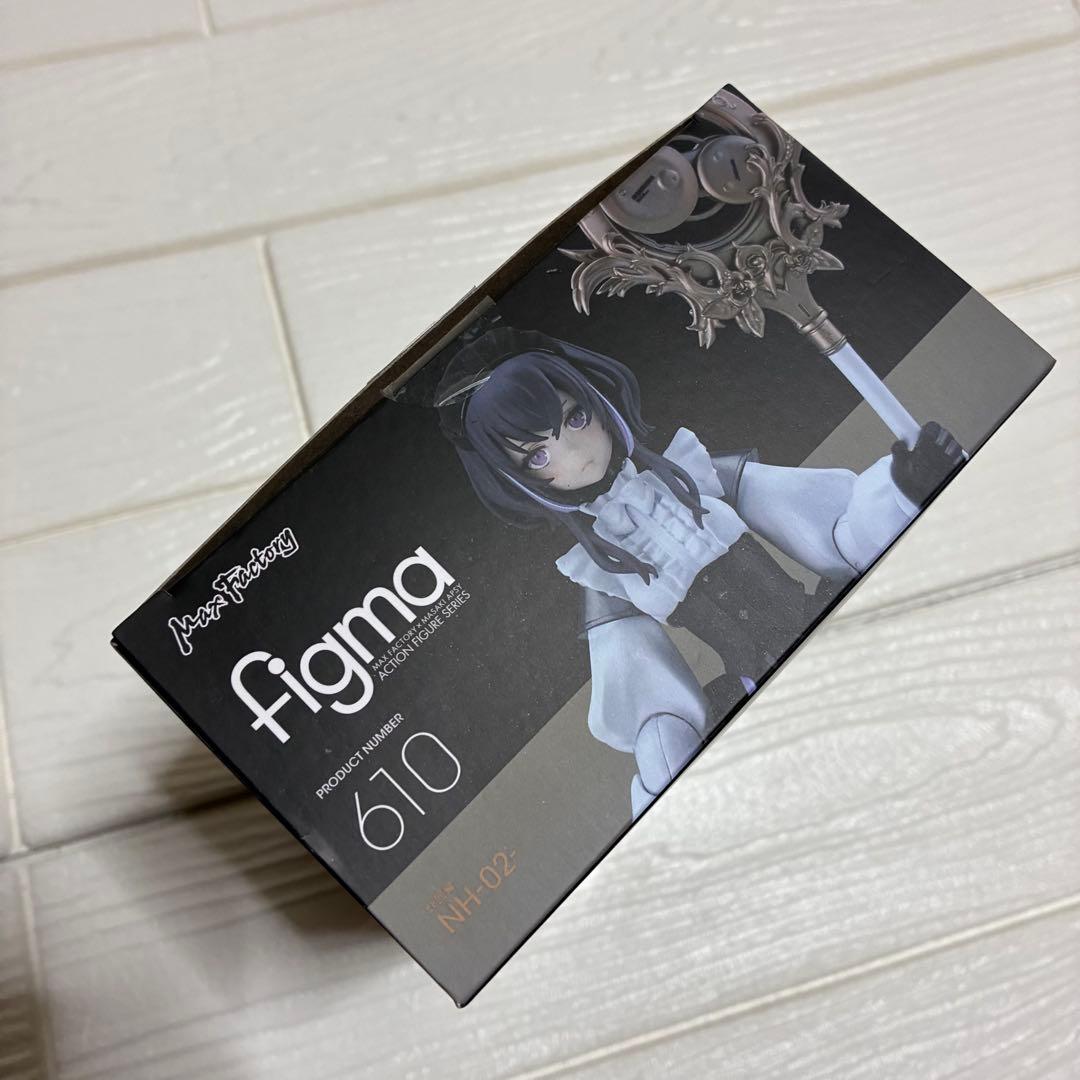 Max Factory
figma
MAX FACTORY × MASAKI APSY
ACTION FIGURE SERIES
PRODUCT NUMBER
610
NH-02-